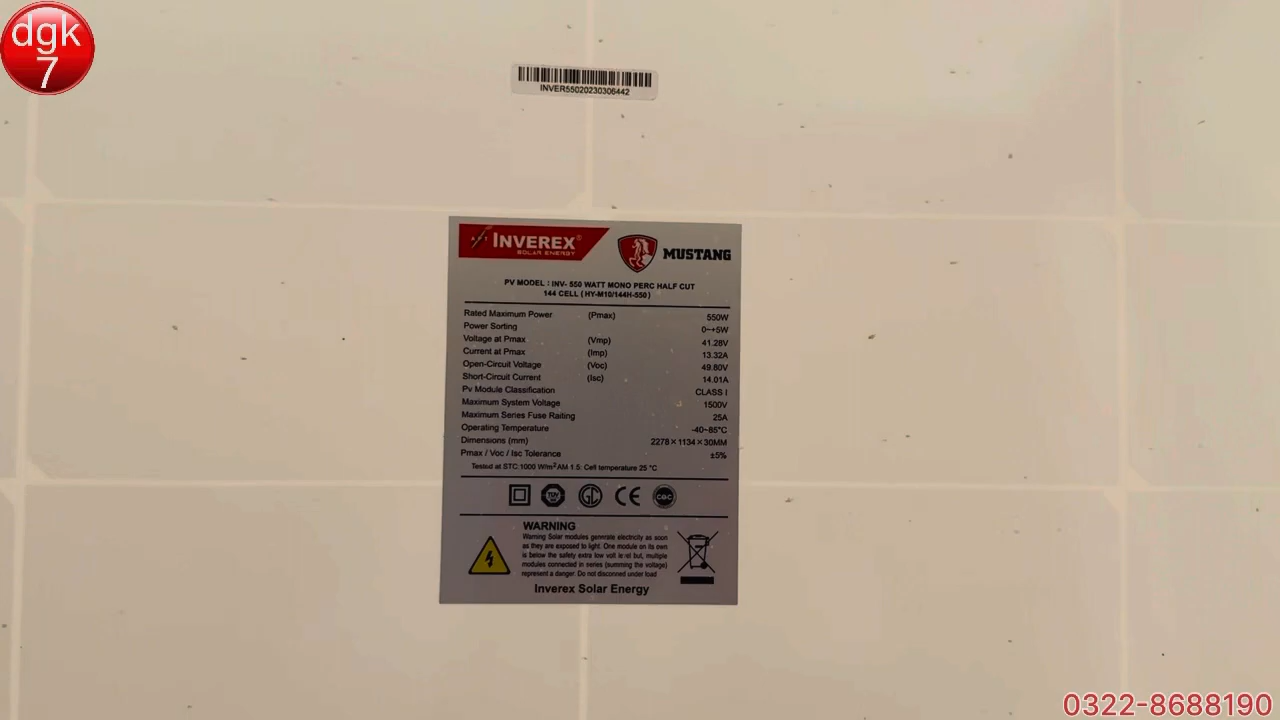 dgk
7
INVER55020230306442
INVEREX®
SOLAR ENERGY
MUSTANG
PV MODEL : INV- 550 WATT MONO PERC HALF CUT
144 CELL ( HY-M10/144H-550 )
Rated Maximum Power (Pmax) 550W
Power Sorting 0~+5W
Voltage at Pmax (Vmp) 41.28V
Current at Pmax (Imp) 13.32A
Open-Circuit Voltage (Voc) 49.80V
Short-Circuit Current (Isc) 14.01A
Pv Module Classification CLASS I
Maximum System Voltage 1500V
Maximum Series Fuse Raiting 25A
Operating Temperature -40~85°C
Dimensions (mm) 2278×1134×30MM
Pmax / Voc / Isc Tolerance ±5%
Tested at STC:1000 W/m² AM 1.5: Cell temperature 25 °C
TUV
CE
CQC
WARNING
Warning Solar modules generate electricity as soon
as they are exposed to light. One module on its own
is below the safety extra low volt but, multiple
modules connected in series (summing the voltage)
represent a danger. Do not disconned under load
Inverex Solar Energy
0322-8688190